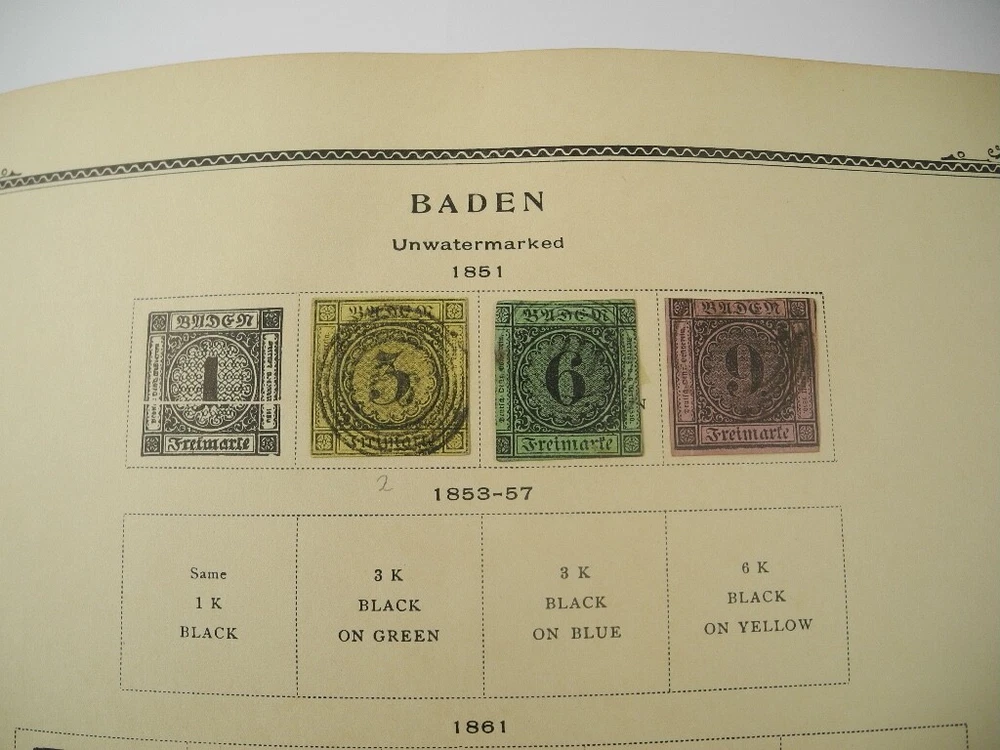 BADEN
Unwatermarked
1851
BADEN
1
Freimarke
BADEN
3
Freimarke
BADEN
6
Freimarke
BADEN
9
Freimarke
2
1853-57
Same
1 K
BLACK
3 K
BLACK
ON GREEN
3 K
BLACK
ON BLUE
6 K
BLACK
ON YELLOW
1861